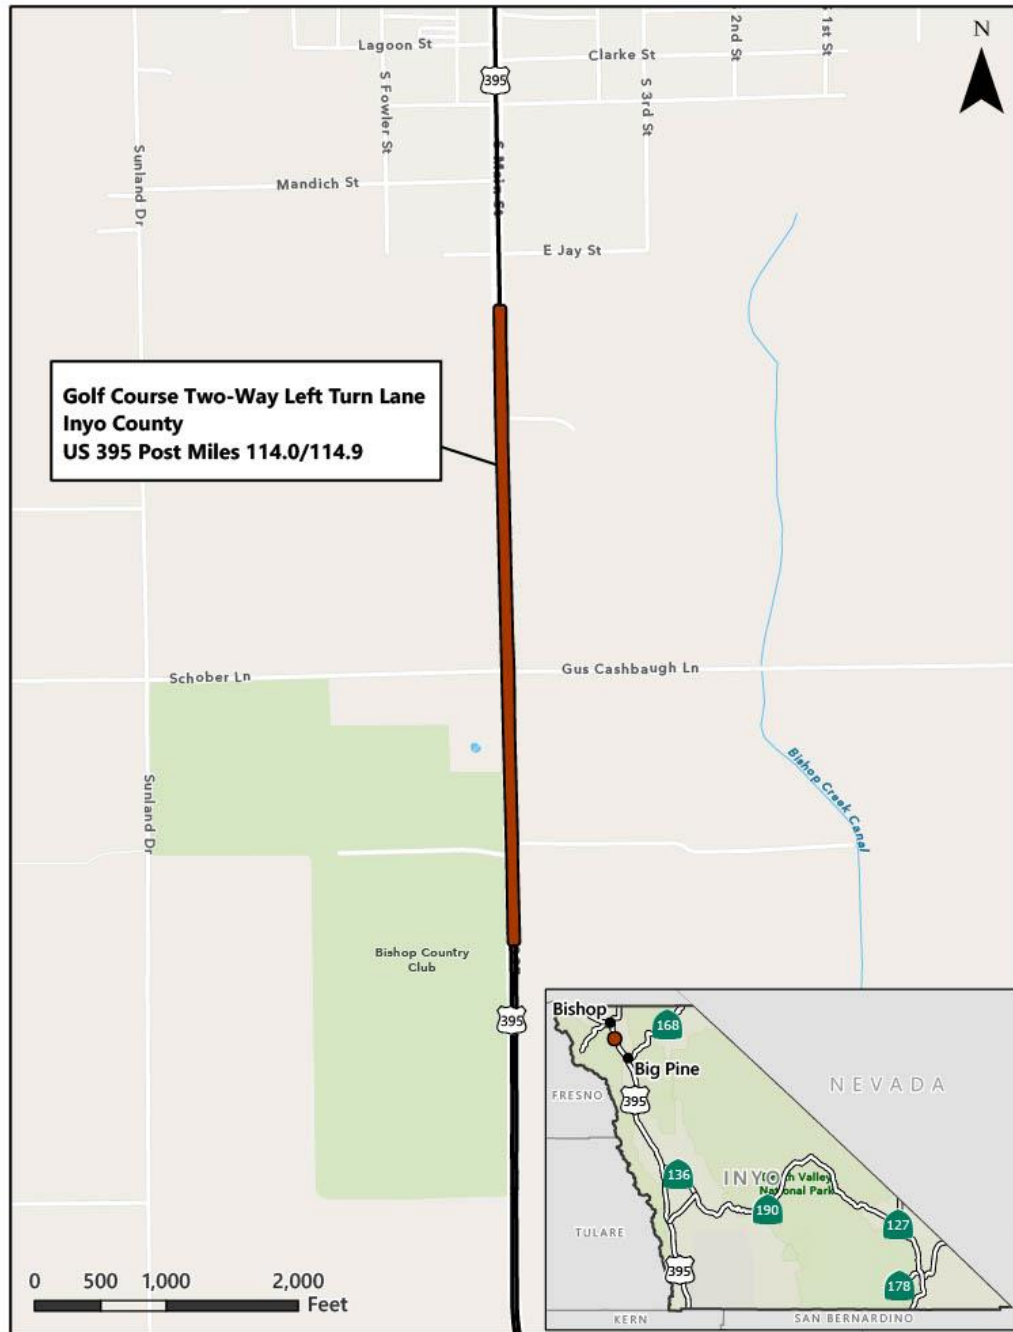 Lagoon St
Clarke St
2nd St
S 1st St
N
395
S Fowler St
S 3rd St
S Main St
Sunland Dr
Mandich St
E Jay St
Golf Course Two-Way Left Turn Lane
Inyo County
US 395 Post Miles 114.0/114.9
Schober Ln
Gus Cashbaugh Ln
Sunland Dr
Bishop Creek Canal
Bishop Country
Club
395
0 500 1,000 2,000
Feet
Bishop
168
Big Pine
NEVADA
FRESNO
395
136
INYO
Valley
National Park
190
TULARE
127
395
178
KERN
SAN BERNARDINO